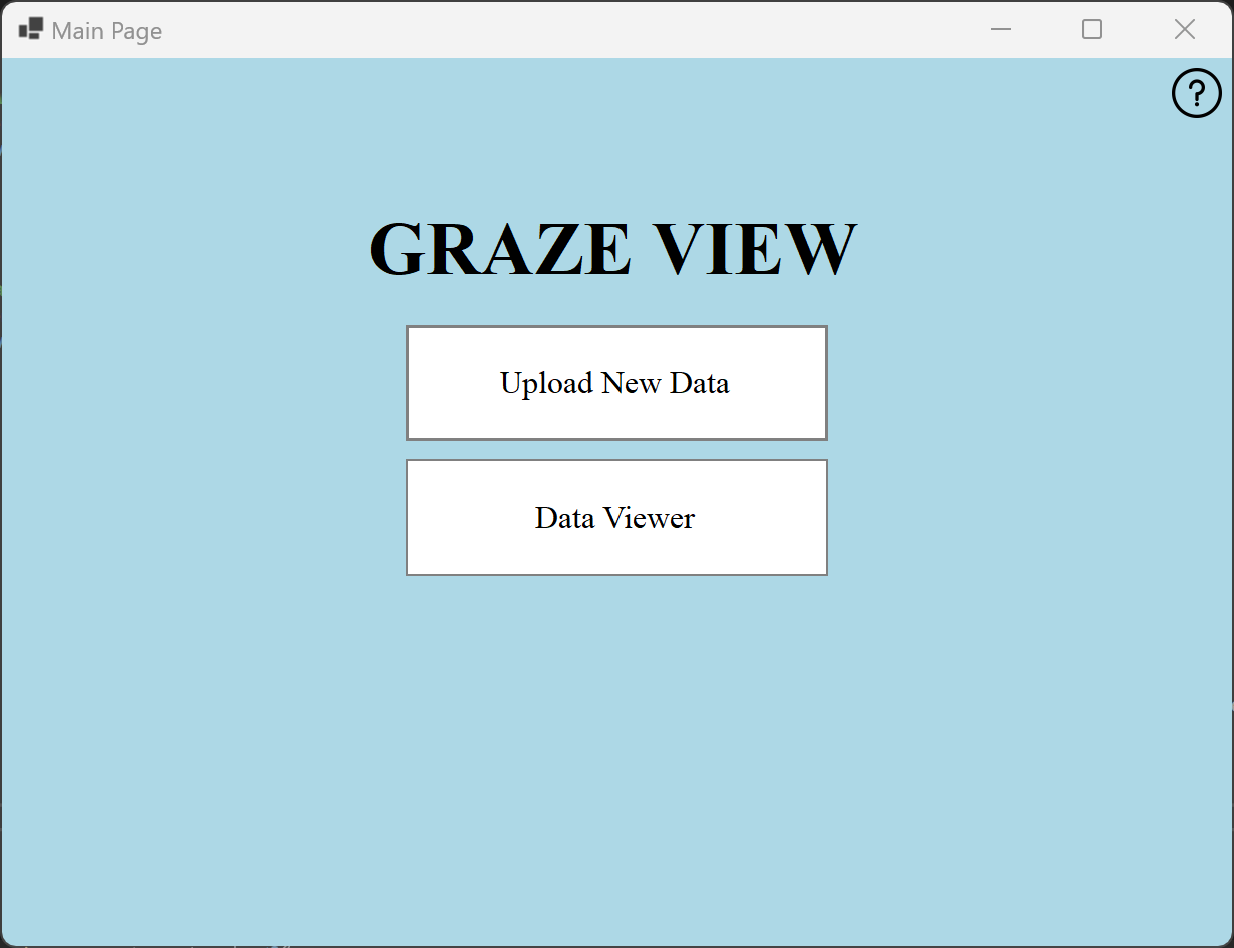 Main Page
?
GRAZE VIEW
Upload New Data
Data Viewer